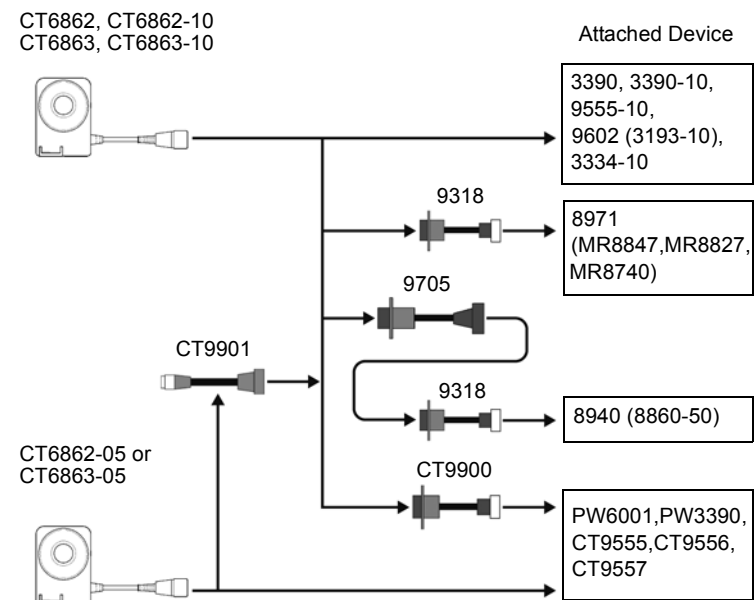 CT6862, CT6862-10
CT6863, CT6863-10
Attached Device
3390, 3390-10,
9555-10,
9602 (3193-10),
3334-10
9318
8971
(MR8847,MR8827,
MR8740)
9705
CT9901
9318
8940 (8860-50)
CT6862-05 or
CT6863-05
CT9900
PW6001,PW3390,
CT9555,CT9556,
CT9557